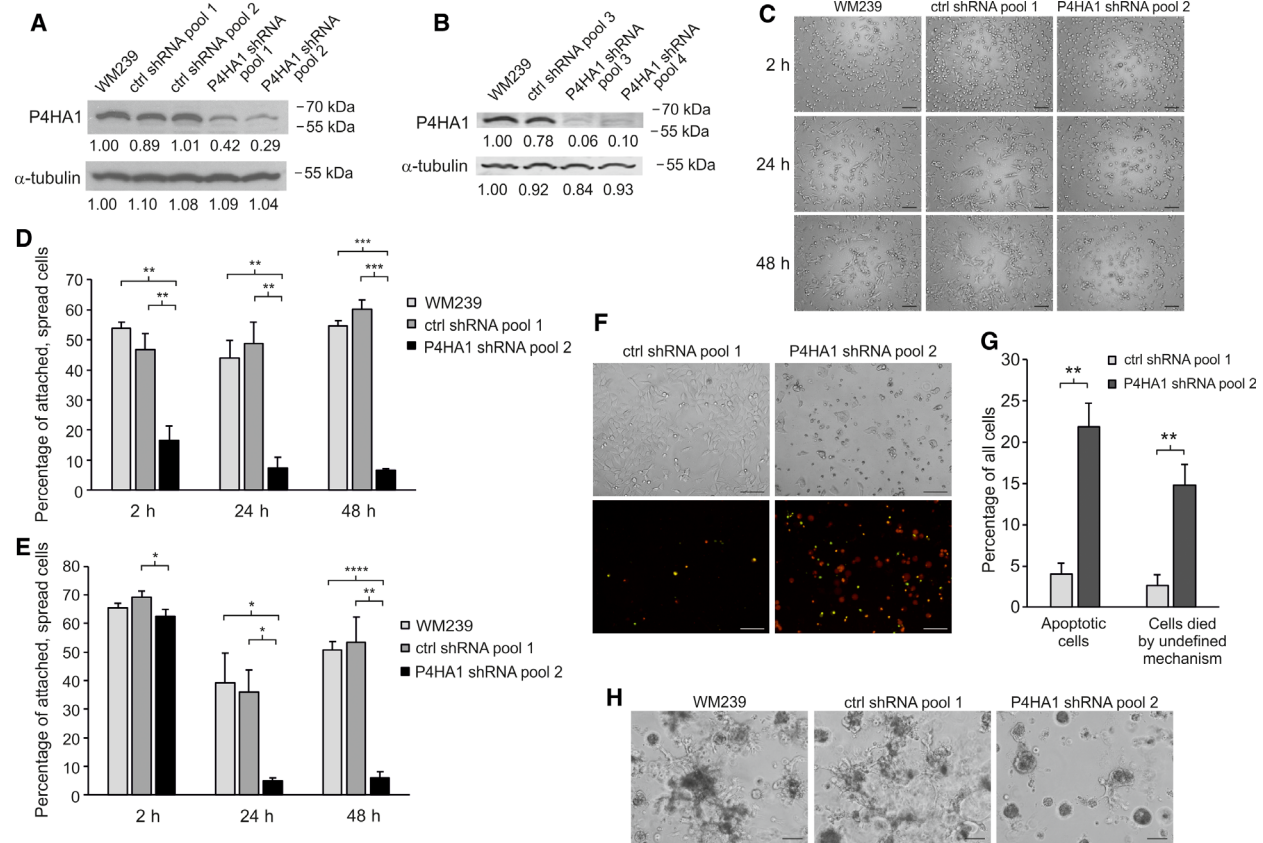 A
WM239
ctrl shRNA pool 1
ctrl shRNA pool 2
P4HA1 shRNA
pool 1
P4HA1 shRNA
pool 2
P4HA1
–70 kDa
–55 kDa
1.00 0.89 1.01 0.42 0.29
α-tubulin
–55 kDa
1.00 1.10 1.08 1.09 1.04
B
WM239
ctrl shRNA pool 3
P4HA1 shRNA
pool 3
P4HA1 shRNA
pool 4
P4HA1
–70 kDa
–55 kDa
1.00 0.78 0.06 0.10
α-tubulin
–55 kDa
1.00 0.92 0.84 0.93
C
WM239 ctrl shRNA pool 1 P4HA1 shRNA pool 2
2 h
24 h
48 h
D
Percentage of attached, spread cells
70
60
50
40
30
20
10
0
** ** ** ** *** ***
2 h 24 h 48 h
WM239
ctrl shRNA pool 1
P4HA1 shRNA pool 2
E
Percentage of attached, spread cells
80
70
60
50
40
30
20
10
0
* * * **** **
2 h 24 h 48 h
WM239
ctrl shRNA pool 1
P4HA1 shRNA pool 2
F
ctrl shRNA pool 1 P4HA1 shRNA pool 2
G
Percentage of all cells
30
25
20
15
10
5
0
** **
ctrl shRNA pool 1
P4HA1 shRNA pool 2
Apoptotic
cells
Cells died
by undefined
mechanism
H
WM239 ctrl shRNA pool 1 P4HA1 shRNA pool 2